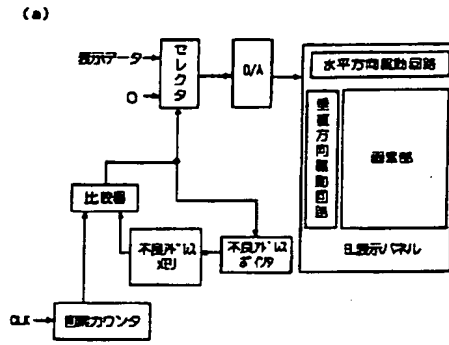 (a)
表示データ
0
セレクタ
D/A
水平方向駆動回路
垂直方向駆動回路
画素部
EL表示パネル
比較器
不良アドレス
メモリ
不良アドレス
ポインタ
CLK
画素カウンタ